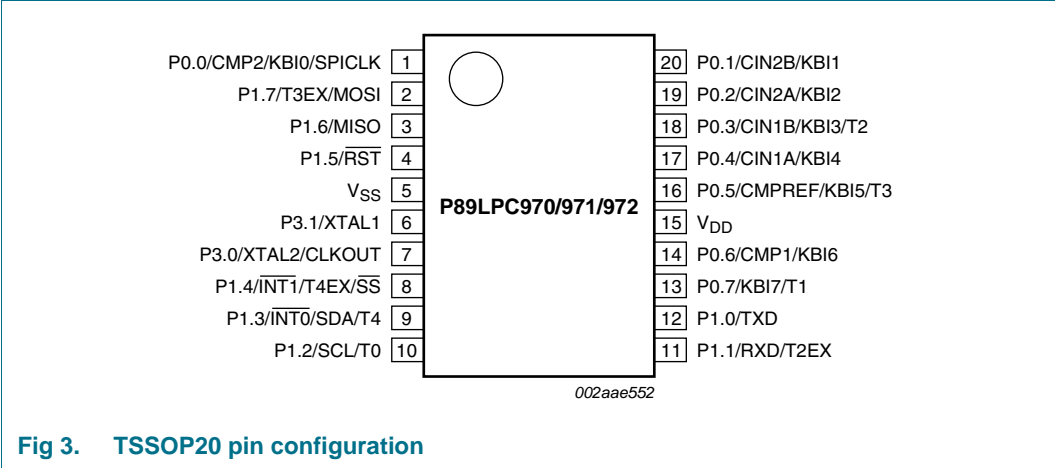 P0.0/CMP2/KBI0/SPICLK 1
P1.7/T3EX/MOSI 2
P1.6/MISO 3
P1.5/R̅S̅T̅ 4
VSS 5
P3.1/XTAL1 6
P3.0/XTAL2/CLKOUT 7
P1.4/I̅N̅T̅1̅/T4EX/S̅S̅ 8
P1.3/I̅N̅T̅0̅/SDA/T4 9
P1.2/SCL/T0 10
P89LPC970/971/972
20 P0.1/CIN2B/KBI1
19 P0.2/CIN2A/KBI2
18 P0.3/CIN1B/KBI3/T2
17 P0.4/CIN1A/KBI4
16 P0.5/CMPREF/KBI5/T3
15 VDD
14 P0.6/CMP1/KBI6
13 P0.7/KBI7/T1
12 P1.0/TXD
11 P1.1/RXD/T2EX
002aae552
Fig 3. TSSOP20 pin configuration